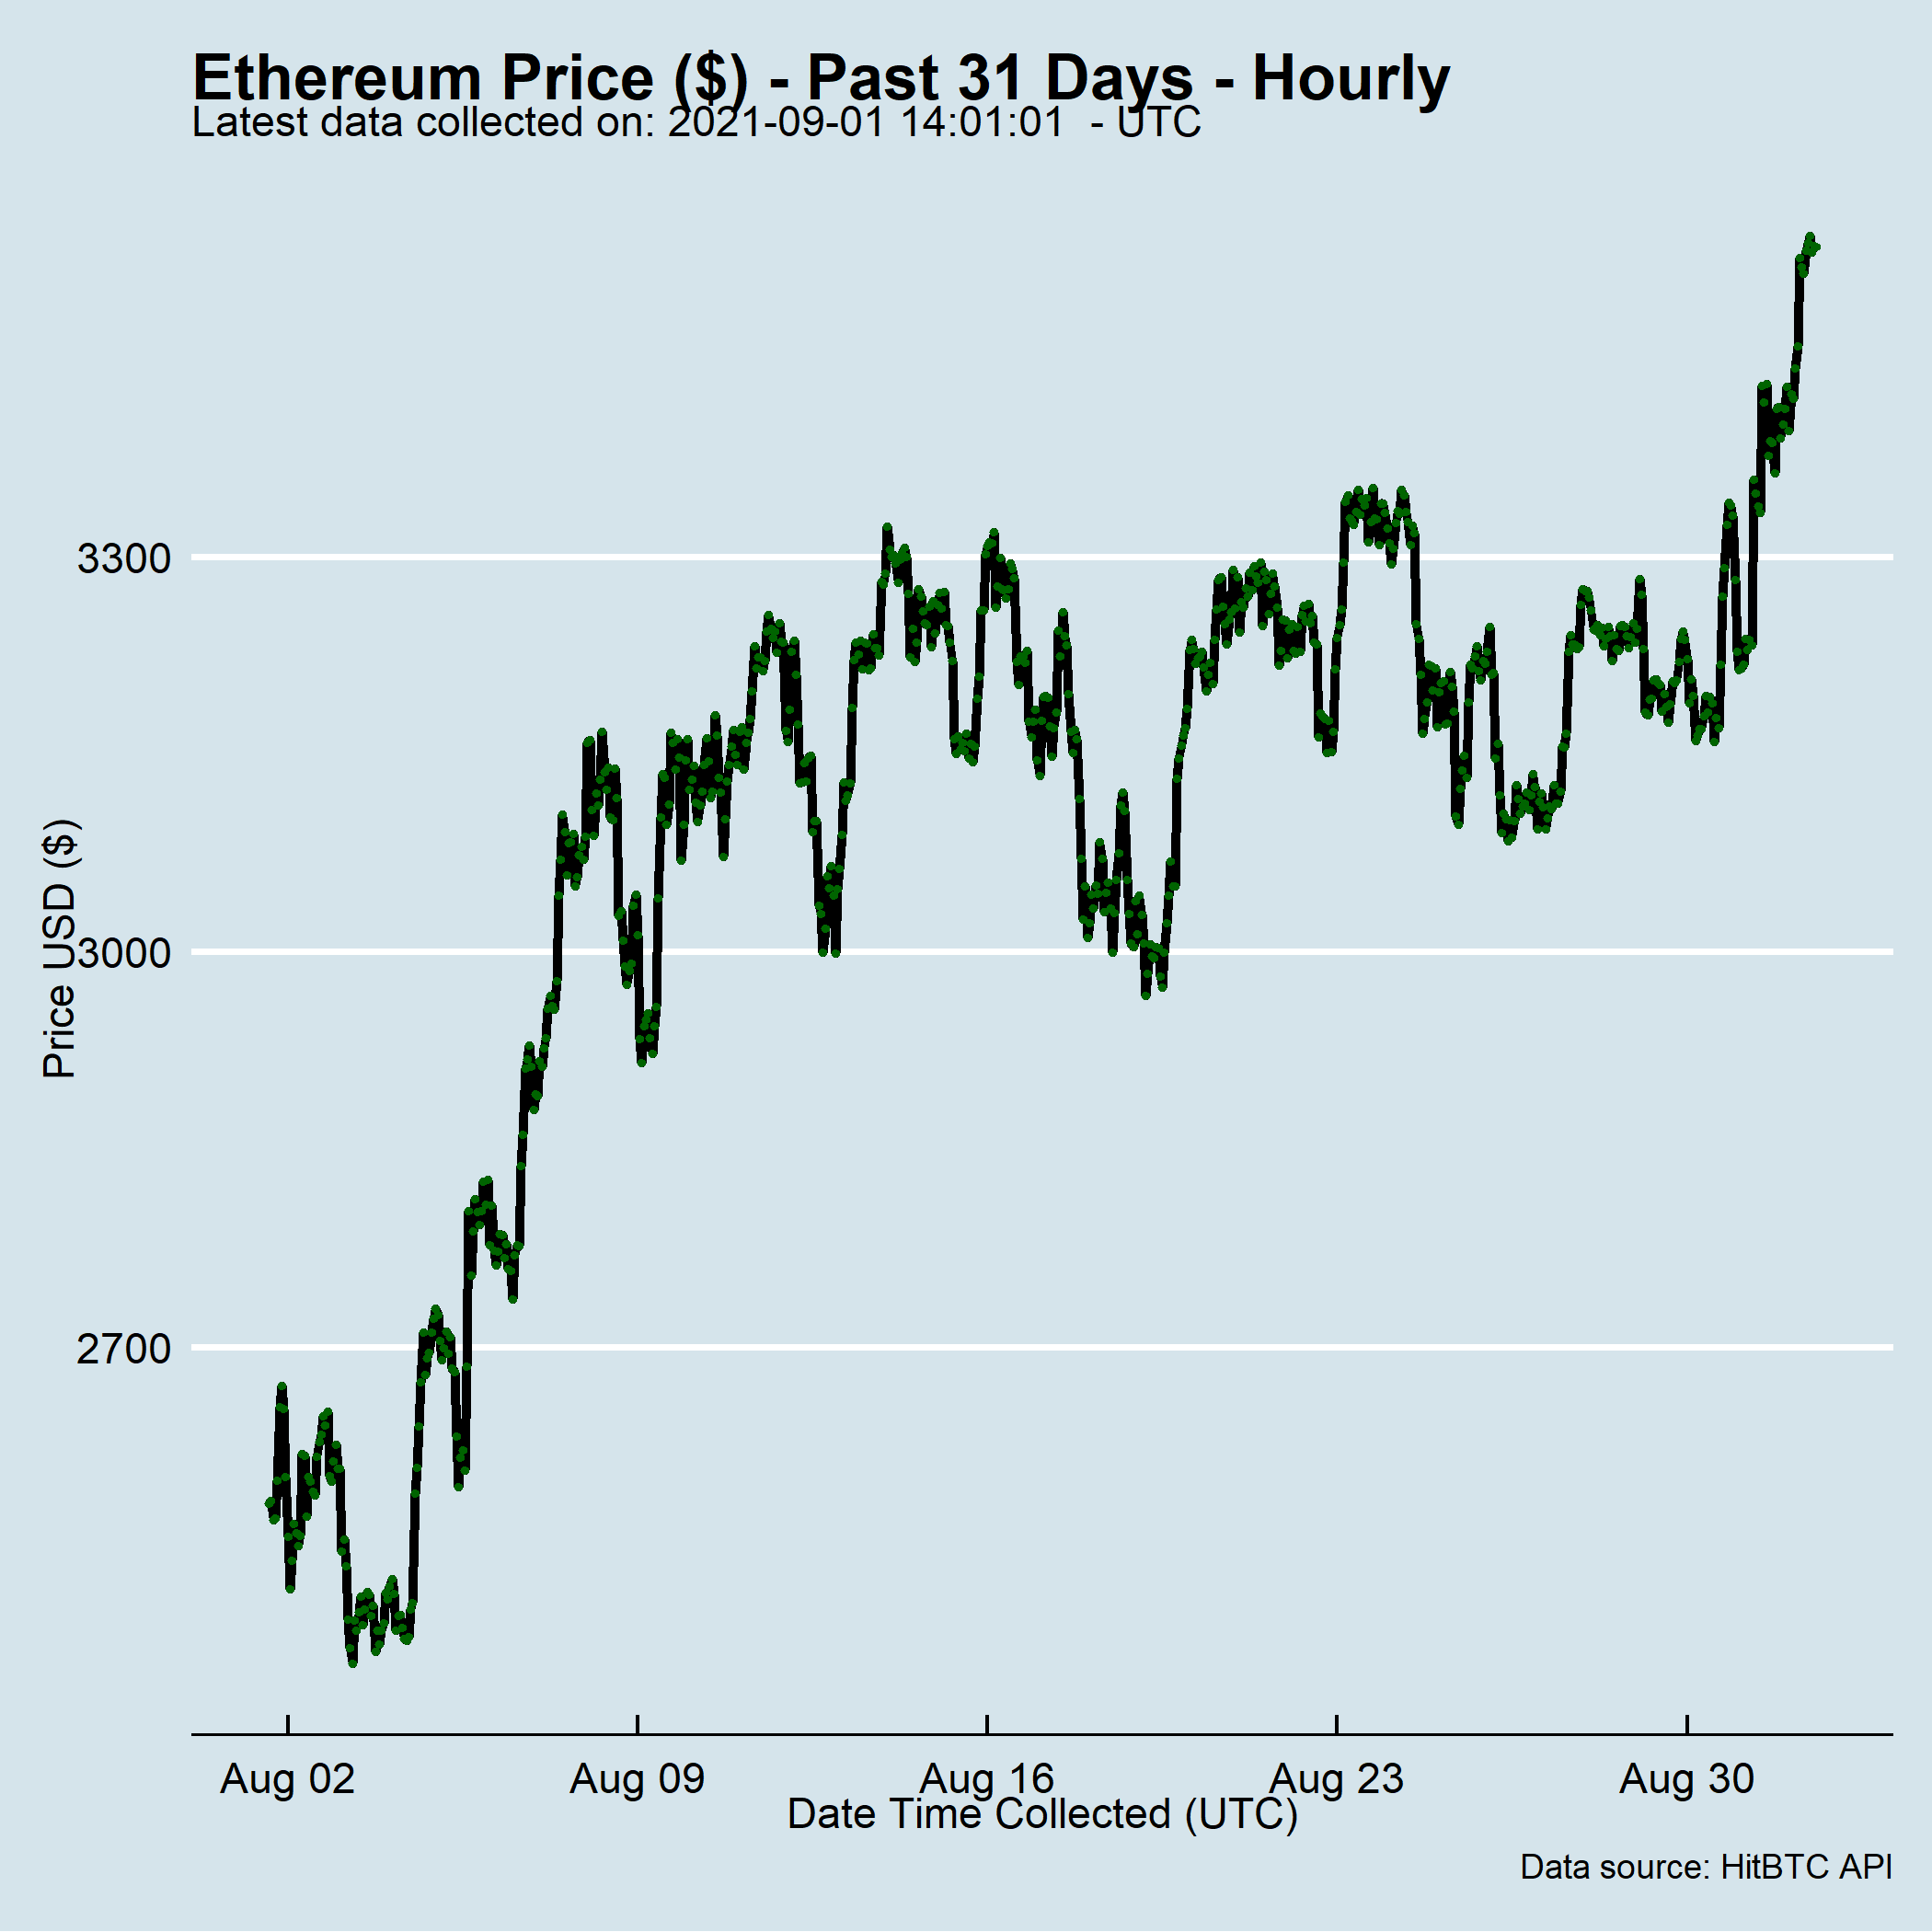 Ethereum Price ($) - Past 31 Days - Hourly
Latest data collected on: 2021-09-01 14:01:01  - UTC
Price USD ($)
3300
3000
2700
Aug 02 Aug 09 Aug 16 Aug 23 Aug 30
Date Time Collected (UTC)
Data source: HitBTC API